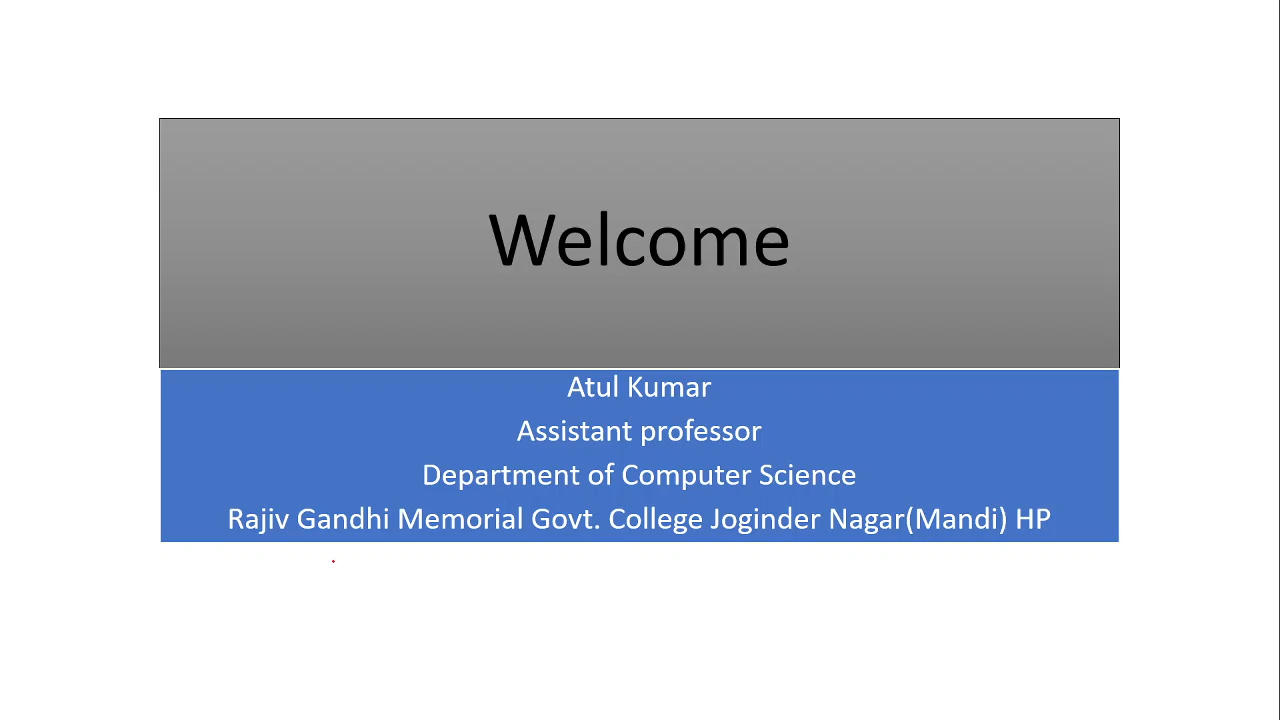 Welcome
Atul Kumar
Assistant professor
Department of Computer Science
Rajiv Gandhi Memorial Govt. College Joginder Nagar(Mandi) HP